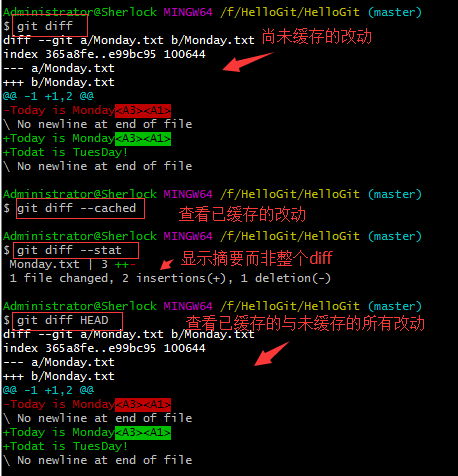 Administrator@Sherlock MINGW64 /f/HelloGit/HelloGit (master)
$ git diff
diff --git a/Monday.txt b/Monday.txt 尚未缓存的改动
index 365a8fe..e99bc95 100644
--- a/Monday.txt
+++ b/Monday.txt
@@ -1 +1,2 @@
-Today is Monday<A3><A1>
\ No newline at end of file
+Today is Monday<A3><A1>
+Todat is TuesDay!
\ No newline at end of file
Administrator@Sherlock MINGW64 /f/HelloGit/HelloGit (master)
$ git diff --cached 查看已缓存的改动
Administrator@Sherlock MINGW64 /f/HelloGit/HelloGit (master)
$ git diff --stat
Monday.txt | 3 ++- 显示摘要而非整个diff
1 file changed, 2 insertions(+), 1 deletion(-)
Administrator@Sherlock MINGW64 /f/HelloGit/HelloGit (master)
$ git diff HEAD 查看已缓存的与未缓存的所有改动
diff --git a/Monday.txt b/Monday.txt
index 365a8fe..e99bc95 100644
--- a/Monday.txt
+++ b/Monday.txt
@@ -1 +1,2 @@
-Today is Monday<A3><A1>
\ No newline at end of file
+Today is Monday<A3><A1>
+Todat is TuesDay!
\ No newline at end of file